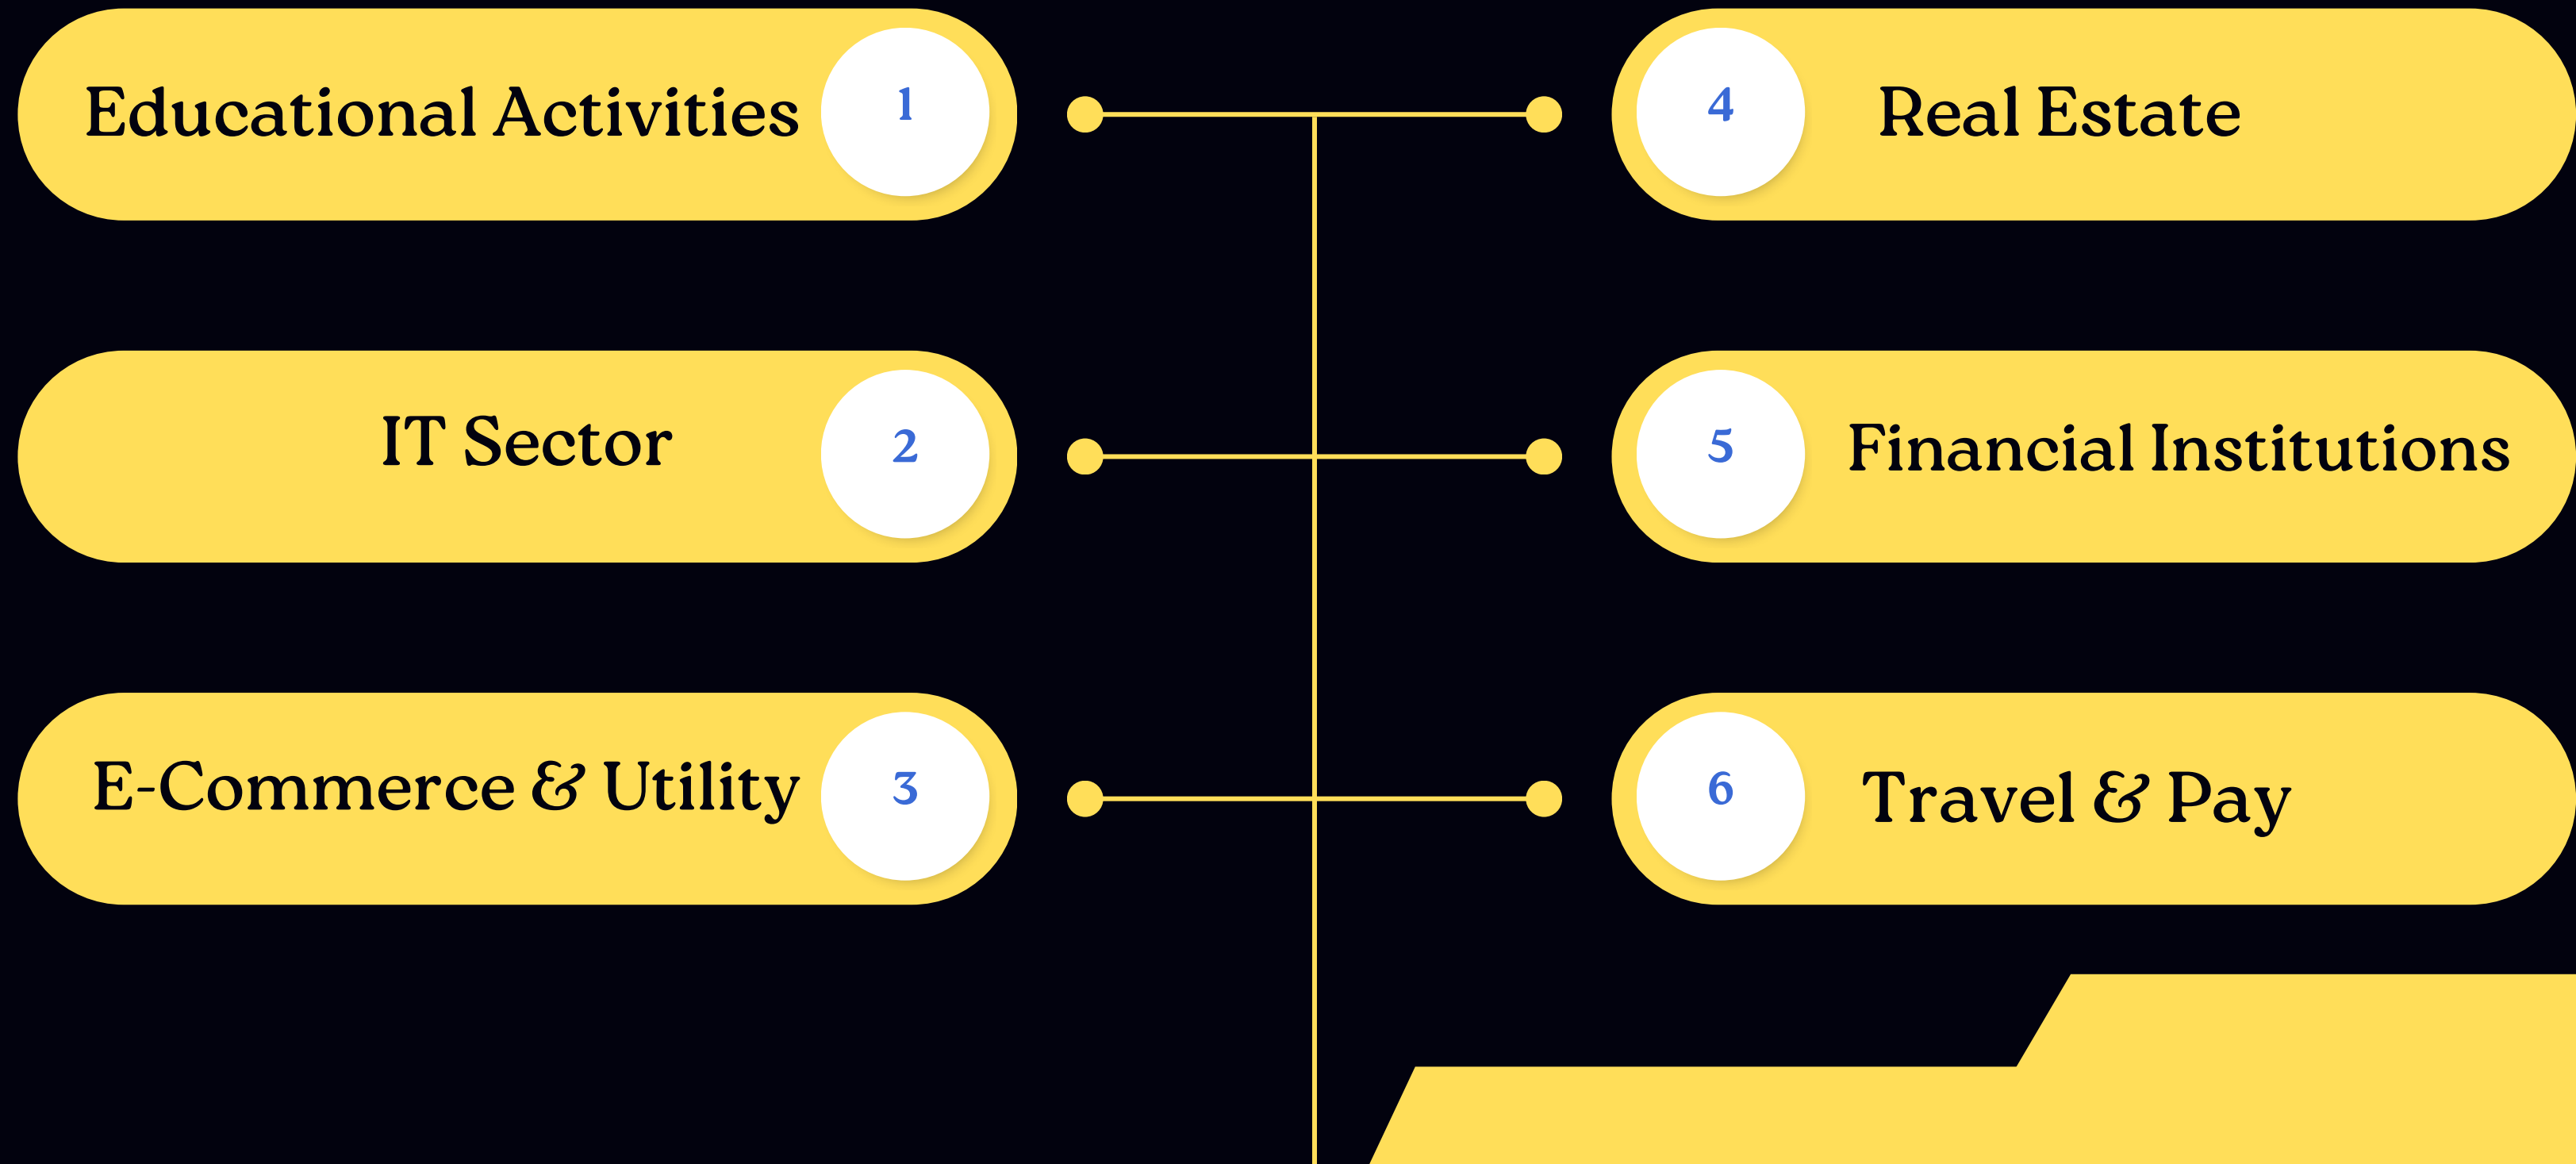 Educational Activities 1
IT Sector 2
E-Commerce & Utility 3
4 Real Estate
5 Financial Institutions
6 Travel & Pay